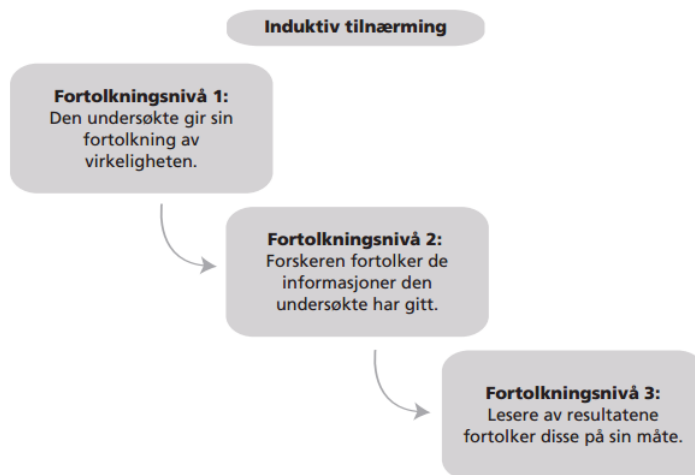 Induktiv tilnærming
Fortolkningsnivå 1:
Den undersøkte gir sin
fortolkning av
virkeligheten.
Fortolkningsnivå 2:
Forskeren fortolker de
informasjoner den
undersøkte har gitt.
Fortolkningsnivå 3:
Lesere av resultatene
fortolker disse på sin måte.